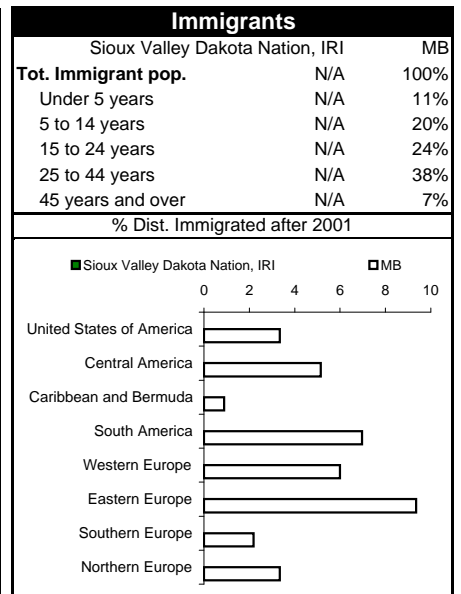 Immigrants
Sioux Valley Dakota Nation, IRI MB
Tot. Immigrant pop. N/A 100%
Under 5 years N/A 11%
5 to 14 years N/A 20%
15 to 24 years N/A 24%
25 to 44 years N/A 38%
45 years and over N/A 7%
% Dist. Immigrated after 2001
Sioux Valley Dakota Nation, IRI MB
0 2 4 6 8 10
United States of America
Central America
Caribbean and Bermuda
South America
Western Europe
Eastern Europe
Southern Europe
Northern Europe